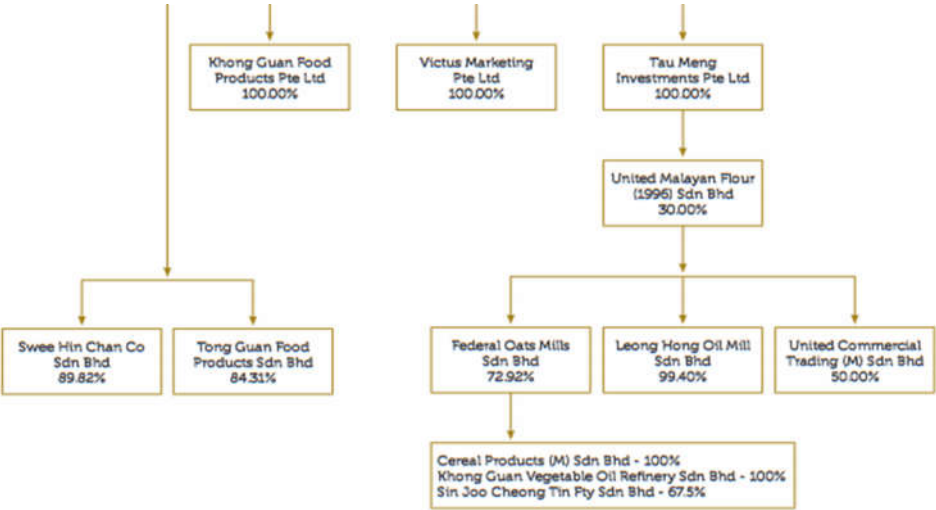 Khong Guan Food
Products Pte Ltd
100.00%
Victus Marketing
Pte Ltd
100.00%
Tau Meng
Investments Pte Ltd
100.00%
United Malayan Flour
(1996) Sdn Bhd
30.00%
Swee Hin Chan Co
Sdn Bhd
89.82%
Tong Guan Food
Products Sdn Bhd
84.31%
Federal Oats Mills
Sdn Bhd
72.92%
Leong Hong Oil Mill
Sdn Bhd
99.40%
United Commercial
Trading (M) Sdn Bhd
50.00%
Cereal Products (M) Sdn Bhd - 100%
Khong Guan Vegetable Oil Refinery Sdn Bhd - 100%
Sin Joo Cheong Tin Fty Sdn Bhd - 67.5%